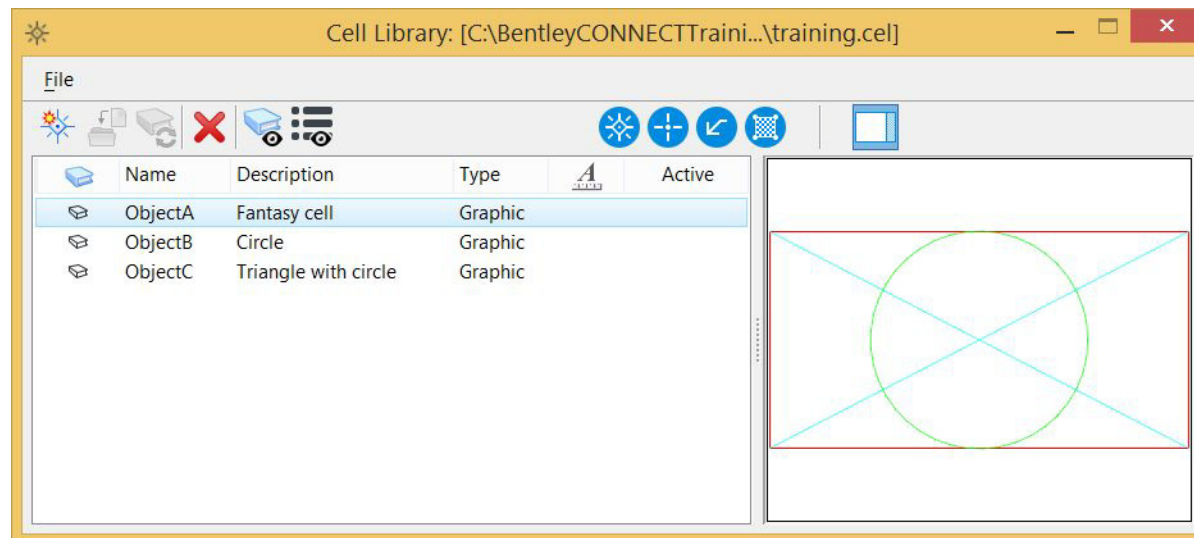 Cell Library: [C:\BentleyCONNECTTraini...\training.cel]
File
Name Description Type A Active
ObjectA Fantasy cell Graphic
ObjectB Circle Graphic
ObjectC Triangle with circle Graphic